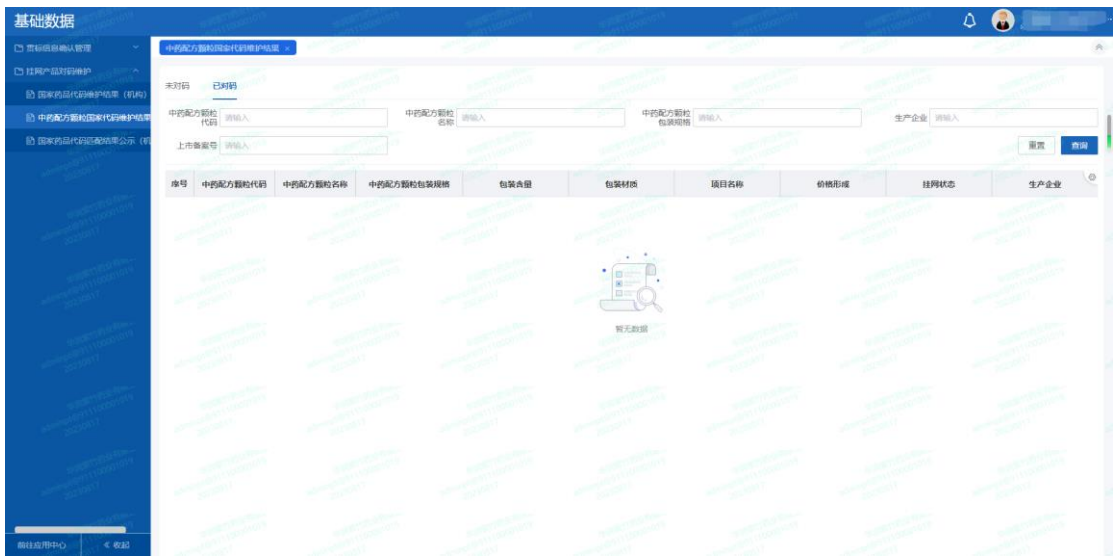 基础数据
贯标信息确认管理
中药配方颗粒国家代码维护结果 ×
挂网产品对码维护
国家药品代码维护结果（机构）
中药配方颗粒国家代码维护结果
国家药品代码匹配结果公示（机
未对码 已对码
中药配方颗粒代码 请输入 中药配方颗粒名称 请输入 中药配方颗粒包装规格 请输入 生产企业 请输入
上市备案号 请输入 重置 查询
序号 中药配方颗粒代码 中药配方颗粒名称 中药配方颗粒包装规格 包装含量 包装材质 项目名称 价格形成 挂网状态 生产企业
暂无数据
前往应用中心 « 收起